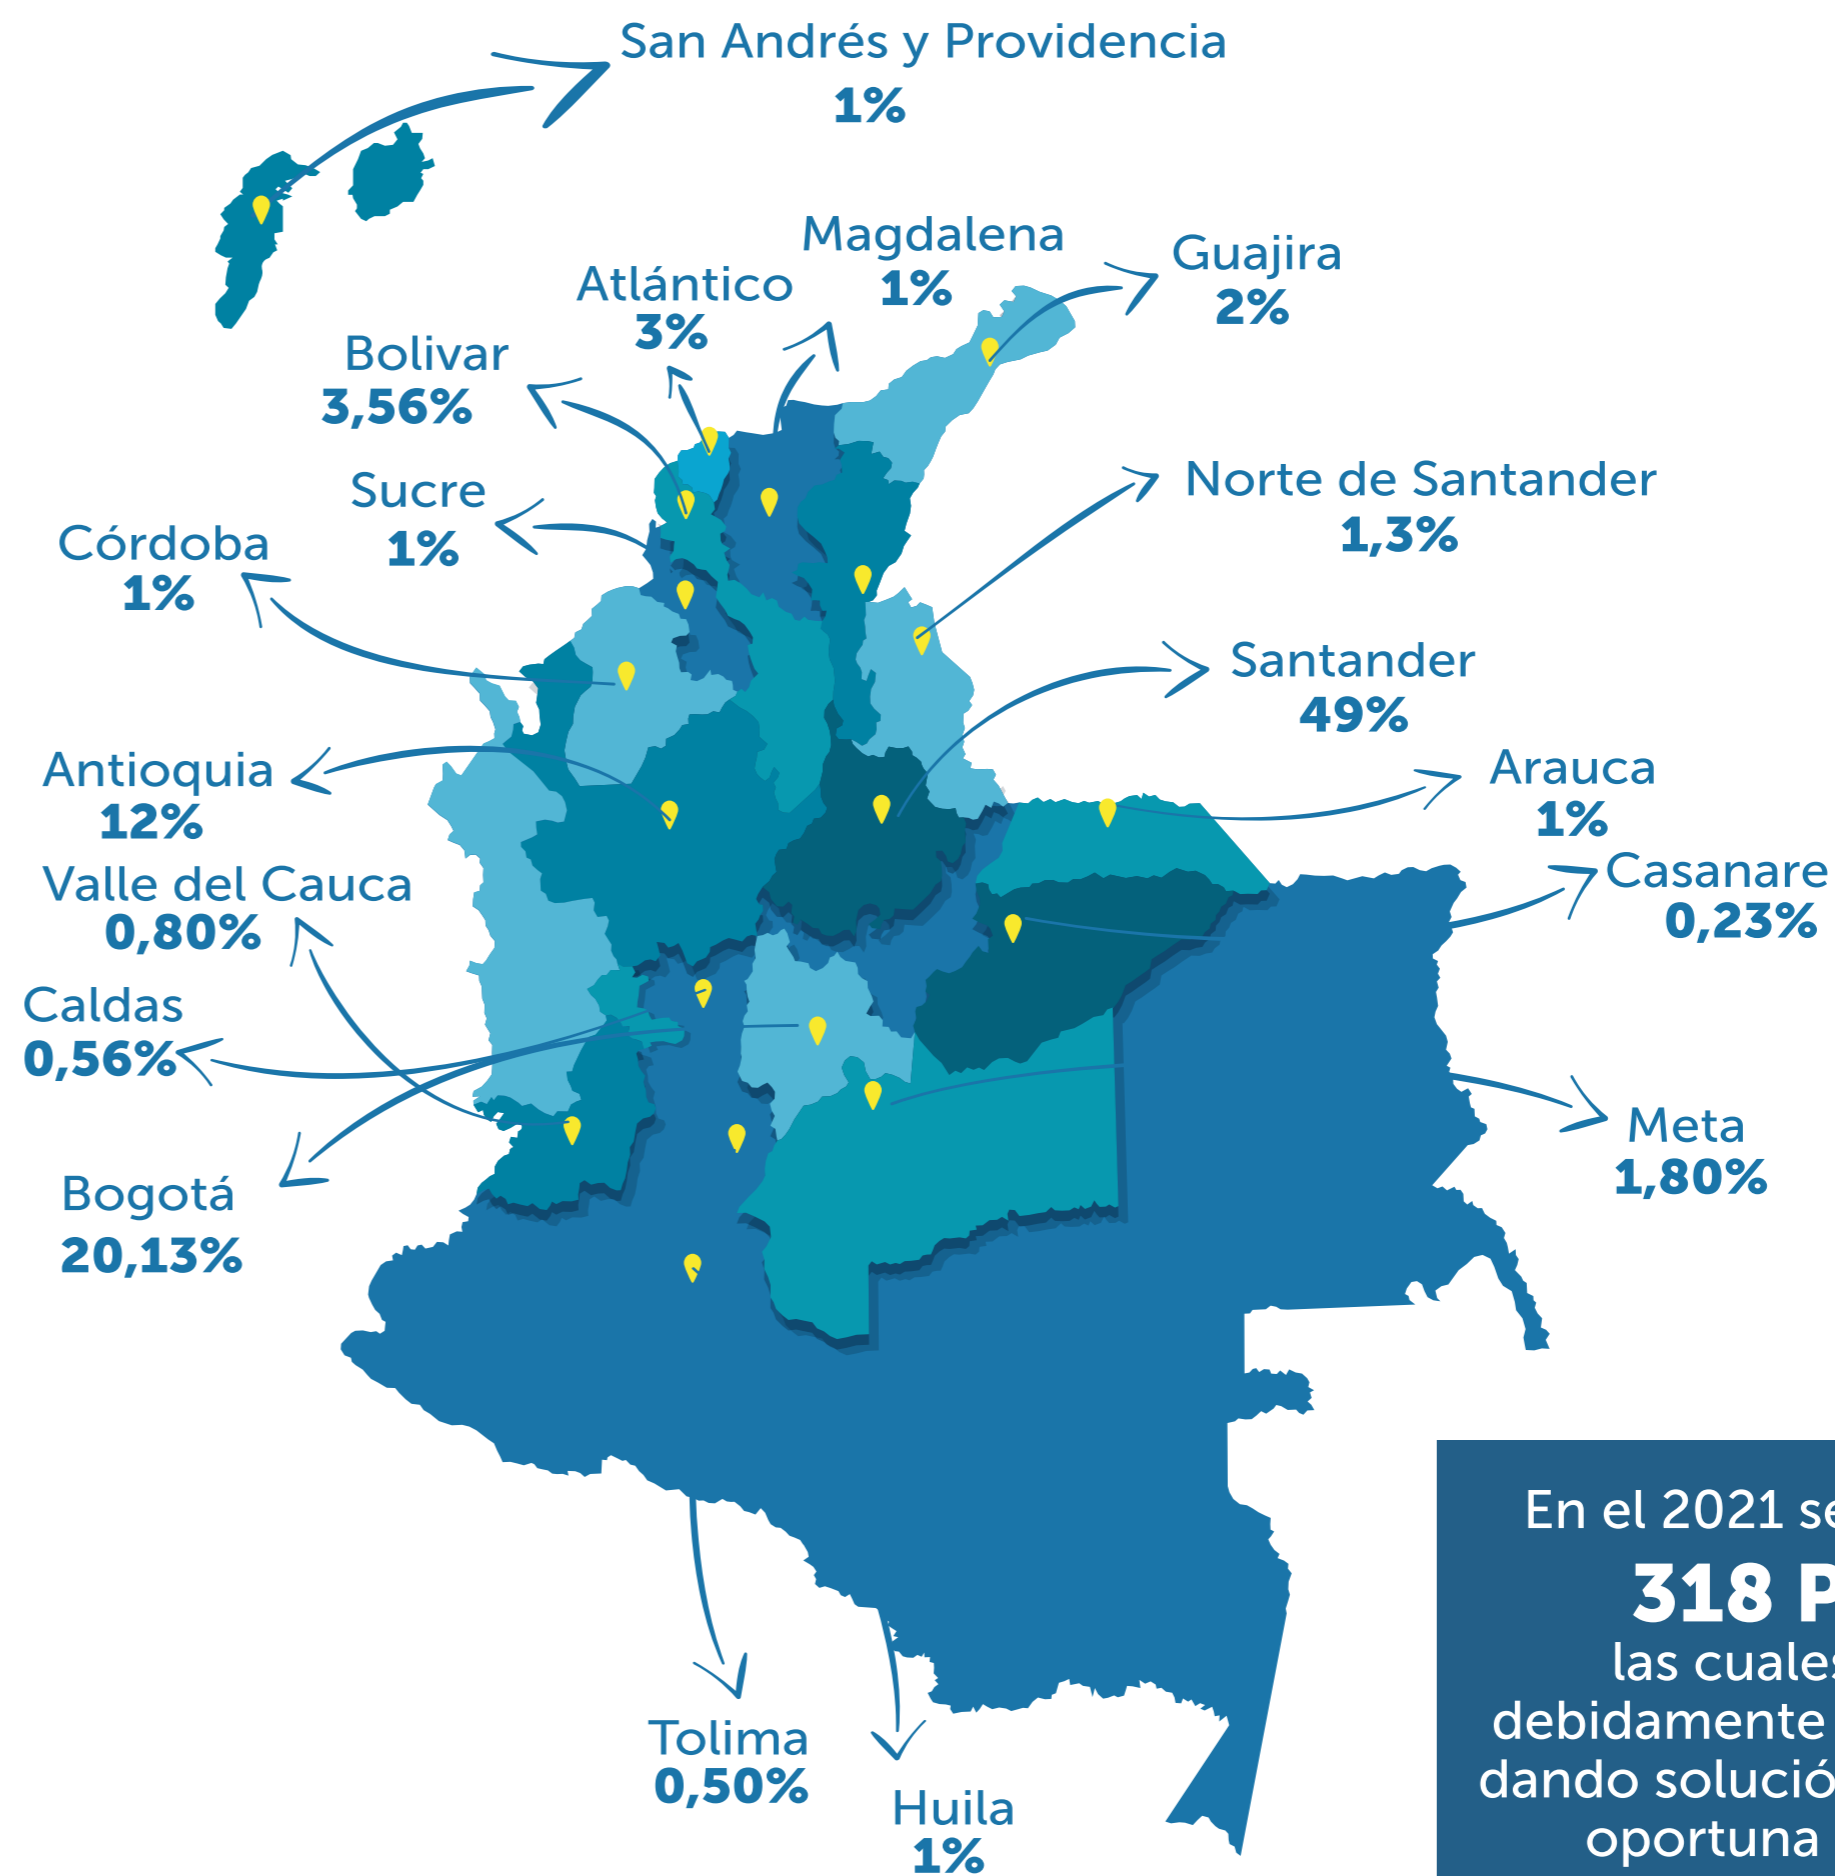 San Andrés y Providencia
1%
Magdalena
1%
Guajira
2%
Atlántico
3%
Bolivar
3,56%
Sucre
1%
Norte de Santander
1,3%
Córdoba
1%
Santander
49%
Antioquia
12%
Arauca
1%
Valle del Cauca
0,80%
Casanare
0,23%
Caldas
0,56%
Meta
1,80%
Bogotá
20,13%
Tolima
0,50%
Huila
1%
En el 2021 se
318 P
las cuales
debidamente
dando solució
oportuna